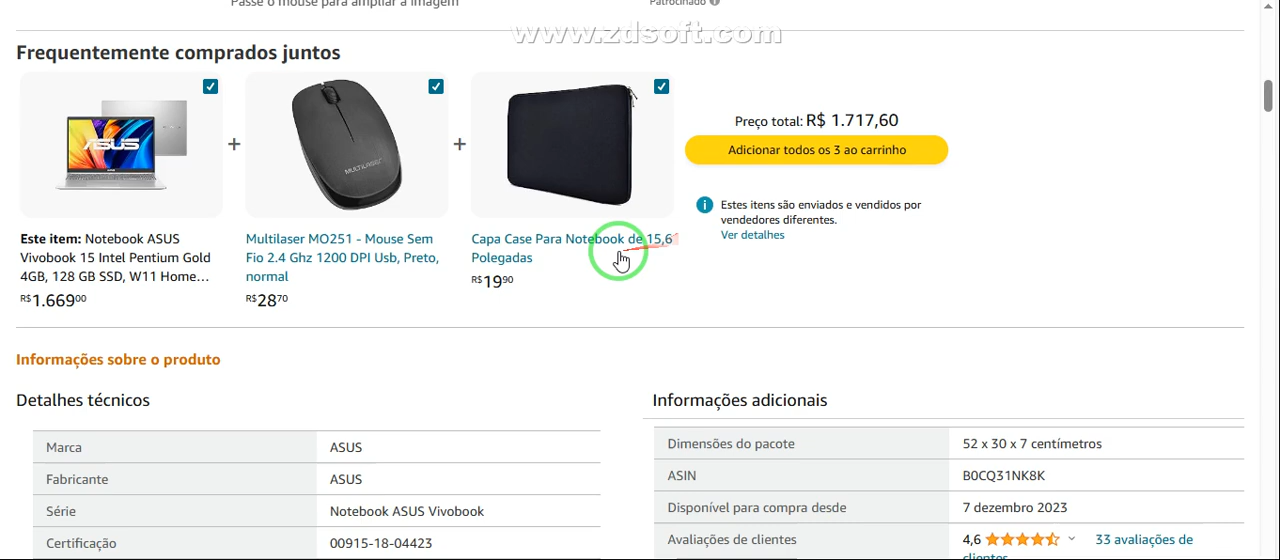 Passe o mouse para ampliar a imagem
Patrocinado
www.zdsoft.com
Frequentemente comprados juntos
ASUS
MULTILASER
+
+
Preço total: R$ 1.717,60
Adicionar todos os 3 ao carrinho
Estes itens são enviados e vendidos por
vendedores diferentes.
Ver detalhes
Este item: Notebook ASUS
Vivobook 15 Intel Pentium Gold
4GB, 128 GB SSD, W11 Home...
R$1.66900
Multilaser MO251 - Mouse Sem
Fio 2.4 Ghz 1200 DPI Usb, Preto,
normal
R$2870
Capa Case Para Notebook de 15,6
Polegadas
R$1990
Informações sobre o produto
Detalhes técnicos
Marca ASUS
Fabricante ASUS
Série Notebook ASUS Vivobook
Certificação 00915-18-04423
Informações adicionais
Dimensões do pacote 52 x 30 x 7 centímetros
ASIN B0CQ31NK8K
Disponível para compra desde 7 dezembro 2023
Avaliações de clientes 4,6 33 avaliações de
clientes